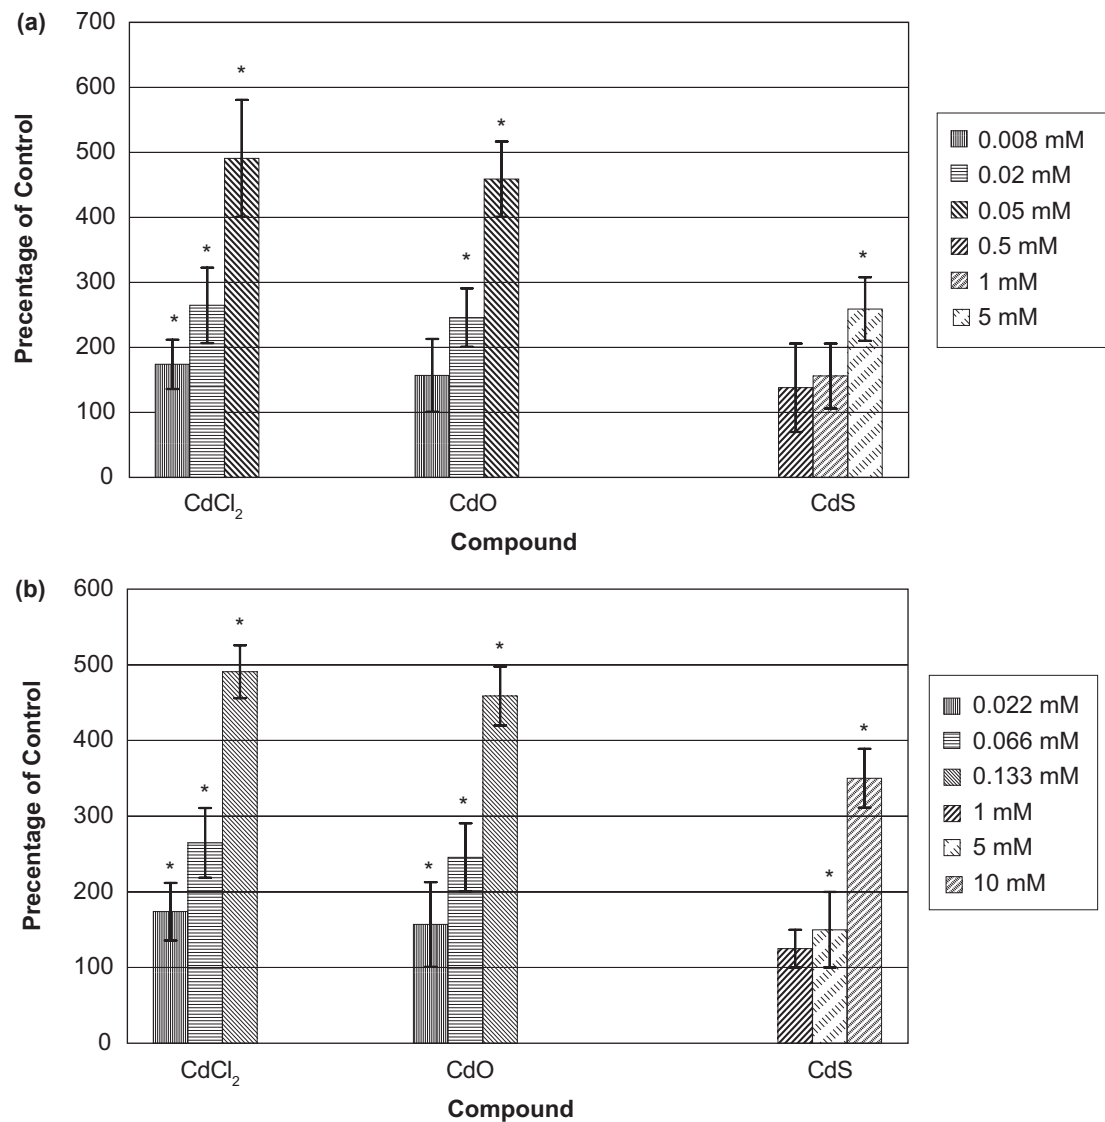 (a)
Precentage of Control
700
600
500
400
300
200
100
0
*
*
*
*
*
*
CdCl₂
CdO
CdS
Compound
0.008 mM
0.02 mM
0.05 mM
0.5 mM
1 mM
5 mM
(b)
Precentage of Control
600
500
400
300
200
100
0
*
*
*
*
*
*
*
*
CdCl₂
CdO
CdS
Compound
0.022 mM
0.066 mM
0.133 mM
1 mM
5 mM
10 mM